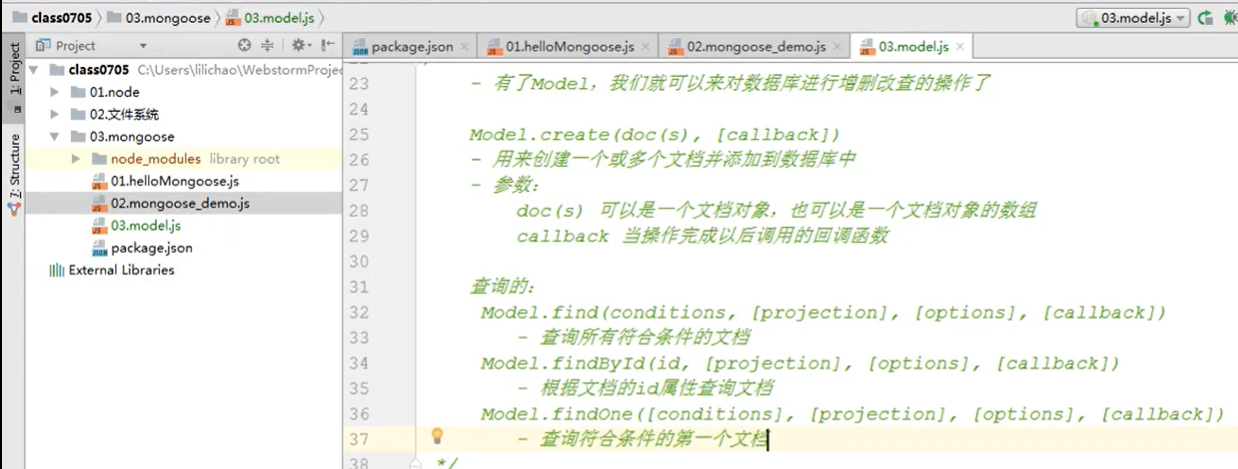 class0705 03.mongoose 03.model.js
03.model.js
Project
package.json 01.helloMongoose.js 02.mongoose_demo.js 03.model.js
1: Project
7: Structure
class0705 C:\Users\lilichao\WebstormProje
01.node
02.文件系统
03.mongoose
node_modules library root
01.helloMongoose.js
02.mongoose_demo.js
03.model.js
package.json
External Libraries
23 - 有了Model，我们就可以来对数据库进行增删改查的操作了
24
25 Model.create(doc(s), [callback])
26 - 用来创建一个或多个文档并添加到数据库中
27 - 参数：
28 doc(s) 可以是一个文档对象，也可以是一个文档对象的数组
29 callback 当操作完成以后调用的回调函数
30
31 查询的：
32 Model.find(conditions, [projection], [options], [callback])
33 - 查询所有符合条件的文档
34 Model.findById(id, [projection], [options], [callback])
35 - 根据文档的id属性查询文档
36 Model.findOne([conditions], [projection], [options], [callback])
37 - 查询符合条件的第一个文档
38 */